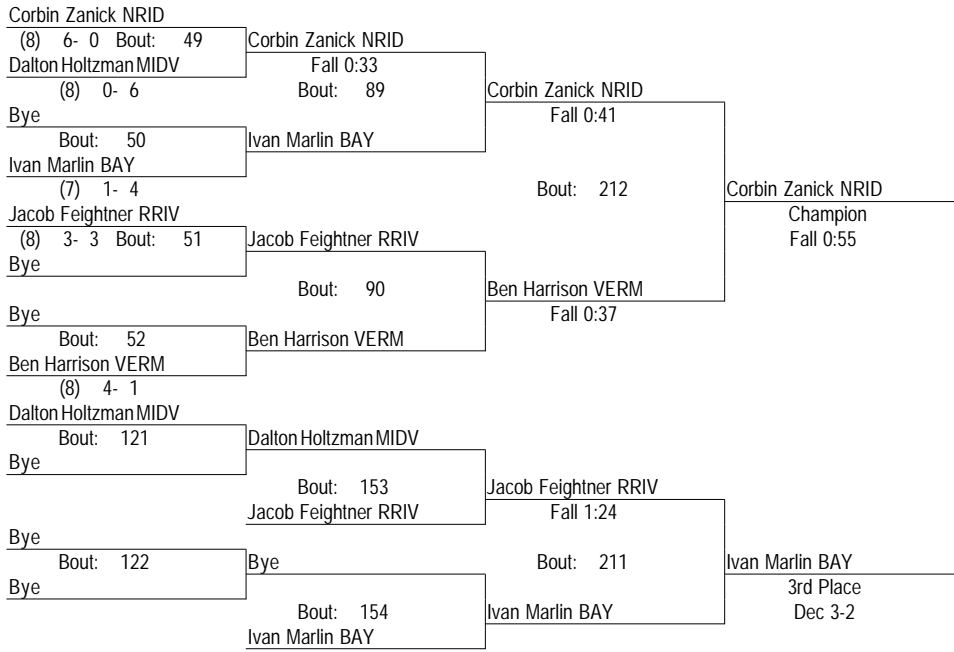 Corbin Zanick NRID
(8) 6- 0 Bout: 49
Corbin Zanick NRID
Dalton Holtzman MIDV
Fall 0:33
(8) 0- 6
Bout: 89
Corbin Zanick NRID
Bye
Fall 0:41
Bout: 50
Ivan Marlin BAY
Ivan Marlin BAY
(7) 1- 4
Bout: 212
Corbin Zanick NRID
Jacob Feightner RRIV
Champion
(8) 3- 3 Bout: 51
Jacob Feightner RRIV
Fall 0:55
Bye
Bout: 90
Ben Harrison VERM
Bye
Fall 0:37
Bout: 52
Ben Harrison VERM
Ben Harrison VERM
(8) 4- 1
Dalton Holtzman MIDV
Bout: 121
Dalton Holtzman MIDV
Bye
Bout: 153
Jacob Feightner RRIV
Jacob Feightner RRIV
Fall 1:24
Bye
Bout: 122
Bye
Bout: 211
Ivan Marlin BAY
Bye
3rd Place
Bout: 154
Ivan Marlin BAY
Dec 3-2
Ivan Marlin BAY